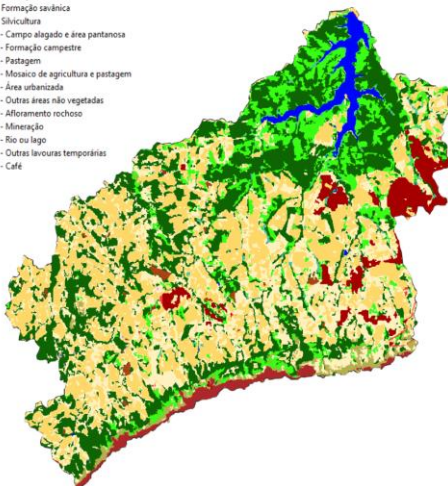 Formação savânica
Silvicultura
- Campo alagado e área pantanosa
- Formação campestre
- Pastagem
- Mosaico de agricultura e pastagem
- Área urbanizada
- Outras áreas não vegetadas
- Afloramento rochoso
- Mineração
- Rio ou lago
- Outras lavouras temporárias
- Café